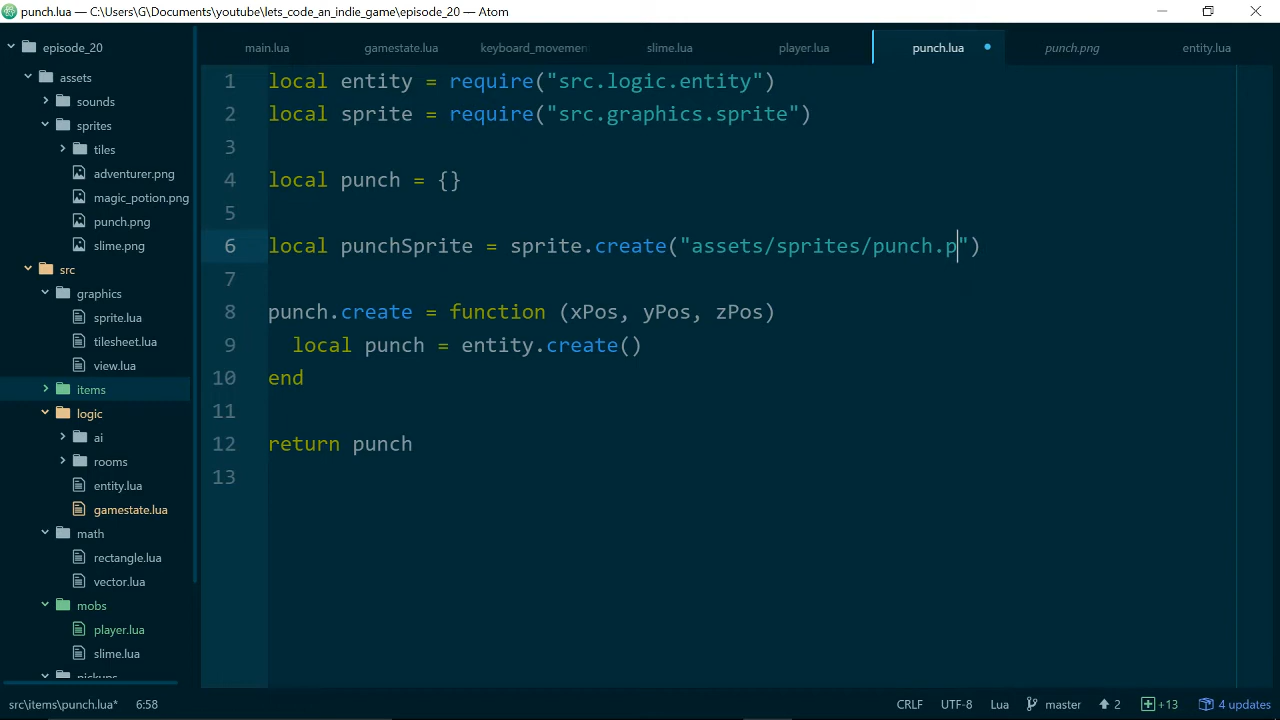 punch.lua — C:\Users\G\Documents\youtube\lets_code_an_indie_game\episode_20 — Atom
episode_20
assets
sounds
sprites
tiles
adventurer.png
magic_potion.png
punch.png
slime.png
src
graphics
sprite.lua
tilesheet.lua
view.lua
items
logic
ai
rooms
entity.lua
gamestate.lua
math
rectangle.lua
vector.lua
mobs
player.lua
slime.lua
pickups
main.lua gamestate.lua keyboard_movemen slime.lua player.lua punch.lua punch.png entity.lua
1 local entity = require("src.logic.entity")
2 local sprite = require("src.graphics.sprite")
3
4 local punch = {}
5
6 local punchSprite = sprite.create("assets/sprites/punch.p")
7
8 punch.create = function (xPos, yPos, zPos)
9 local punch = entity.create()
10 end
11
12 return punch
13
src\items\punch.lua* 6:58 CRLF UTF-8 Lua master 2 +13 4 updates